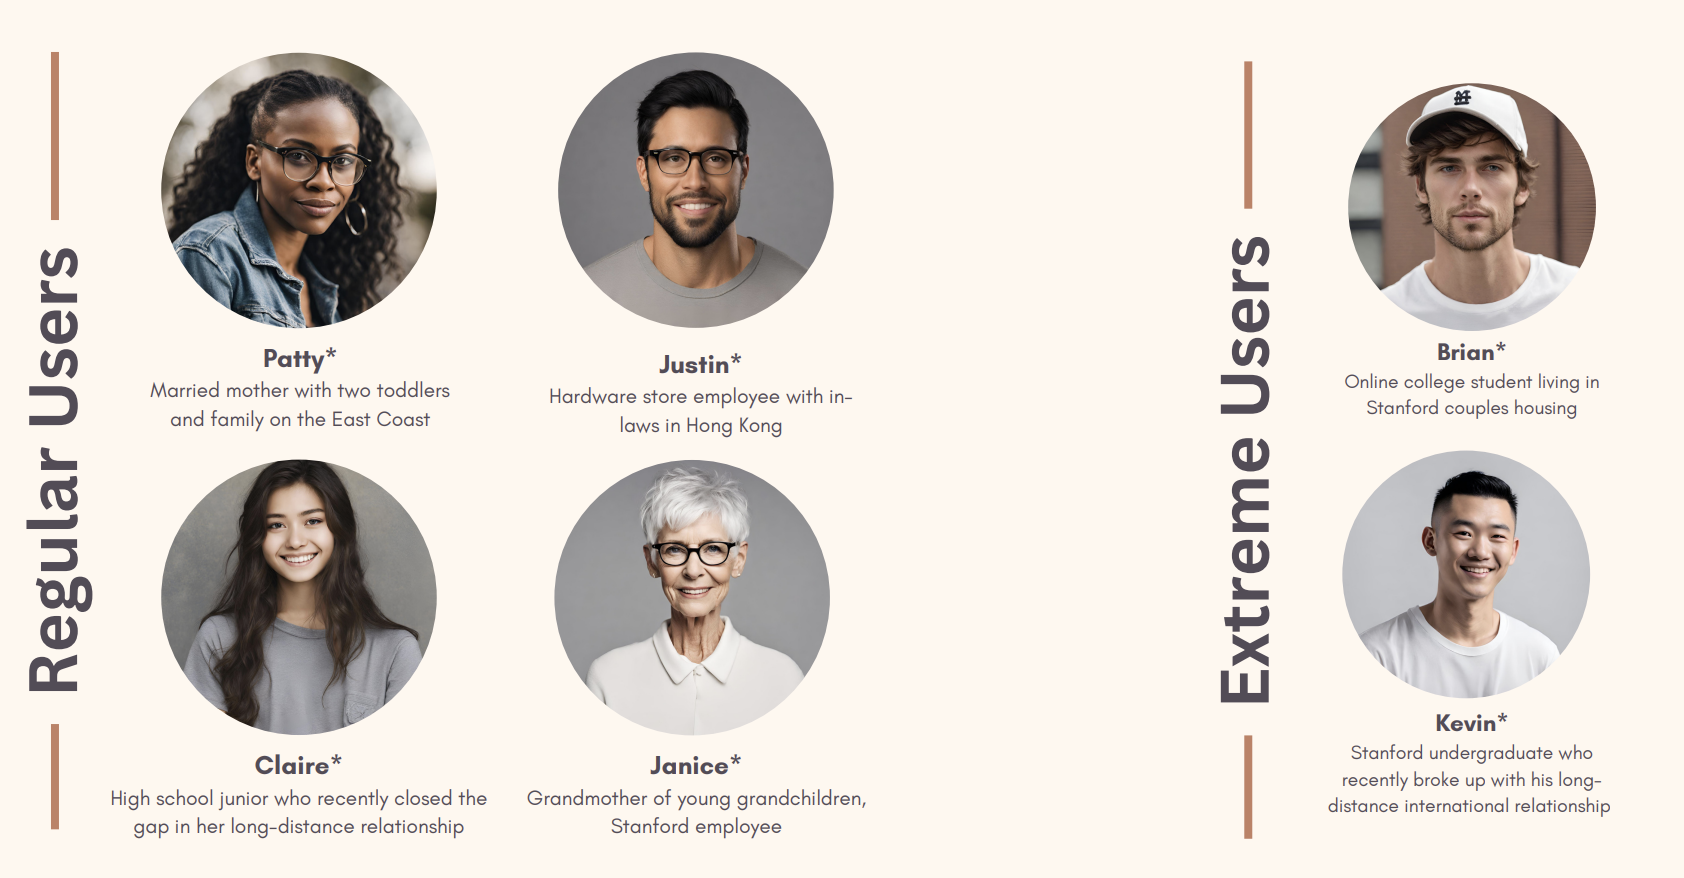 Regular Users
Patty*
Married mother with two toddlers
and family on the East Coast
Justin*
Hardware store employee with in-
laws in Hong Kong
Claire*
High school junior who recently closed the
gap in her long-distance relationship
Janice*
Grandmother of young grandchildren,
Stanford employee
Extreme Users
Brian*
Online college student living in
Stanford couples housing
Kevin*
Stanford undergraduate who
recently broke up with his long-
distance international relationship